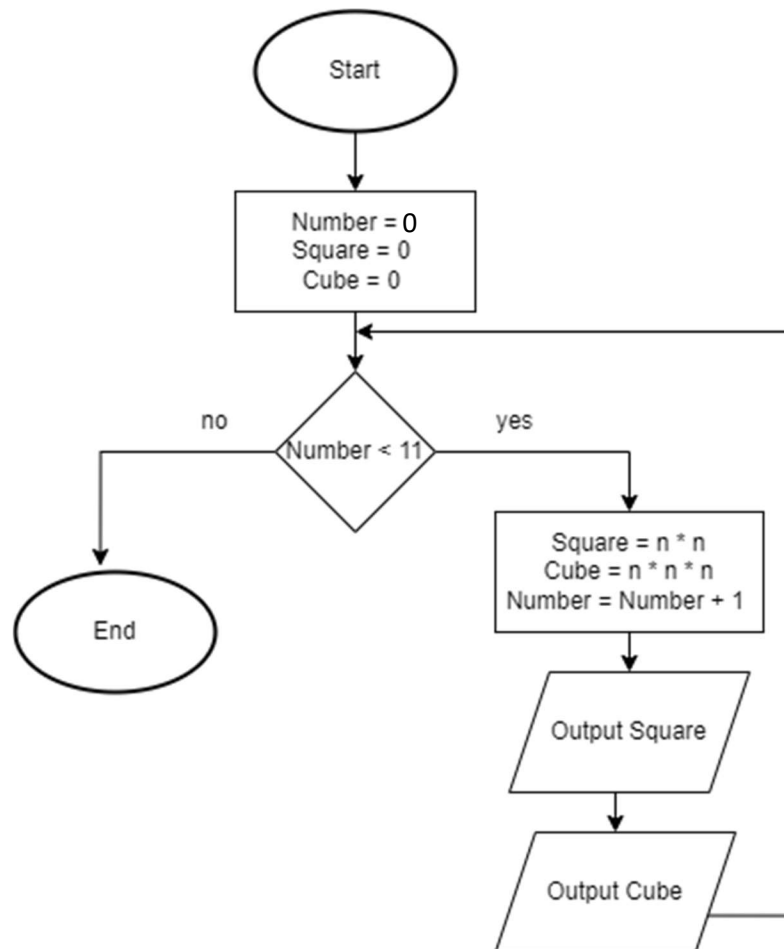 Start
Number = 0
Square = 0
Cube = 0
no
yes
Number < 11
Square = n * n
Cube = n * n * n
Number = Number + 1
End
Output Square
Output Cube